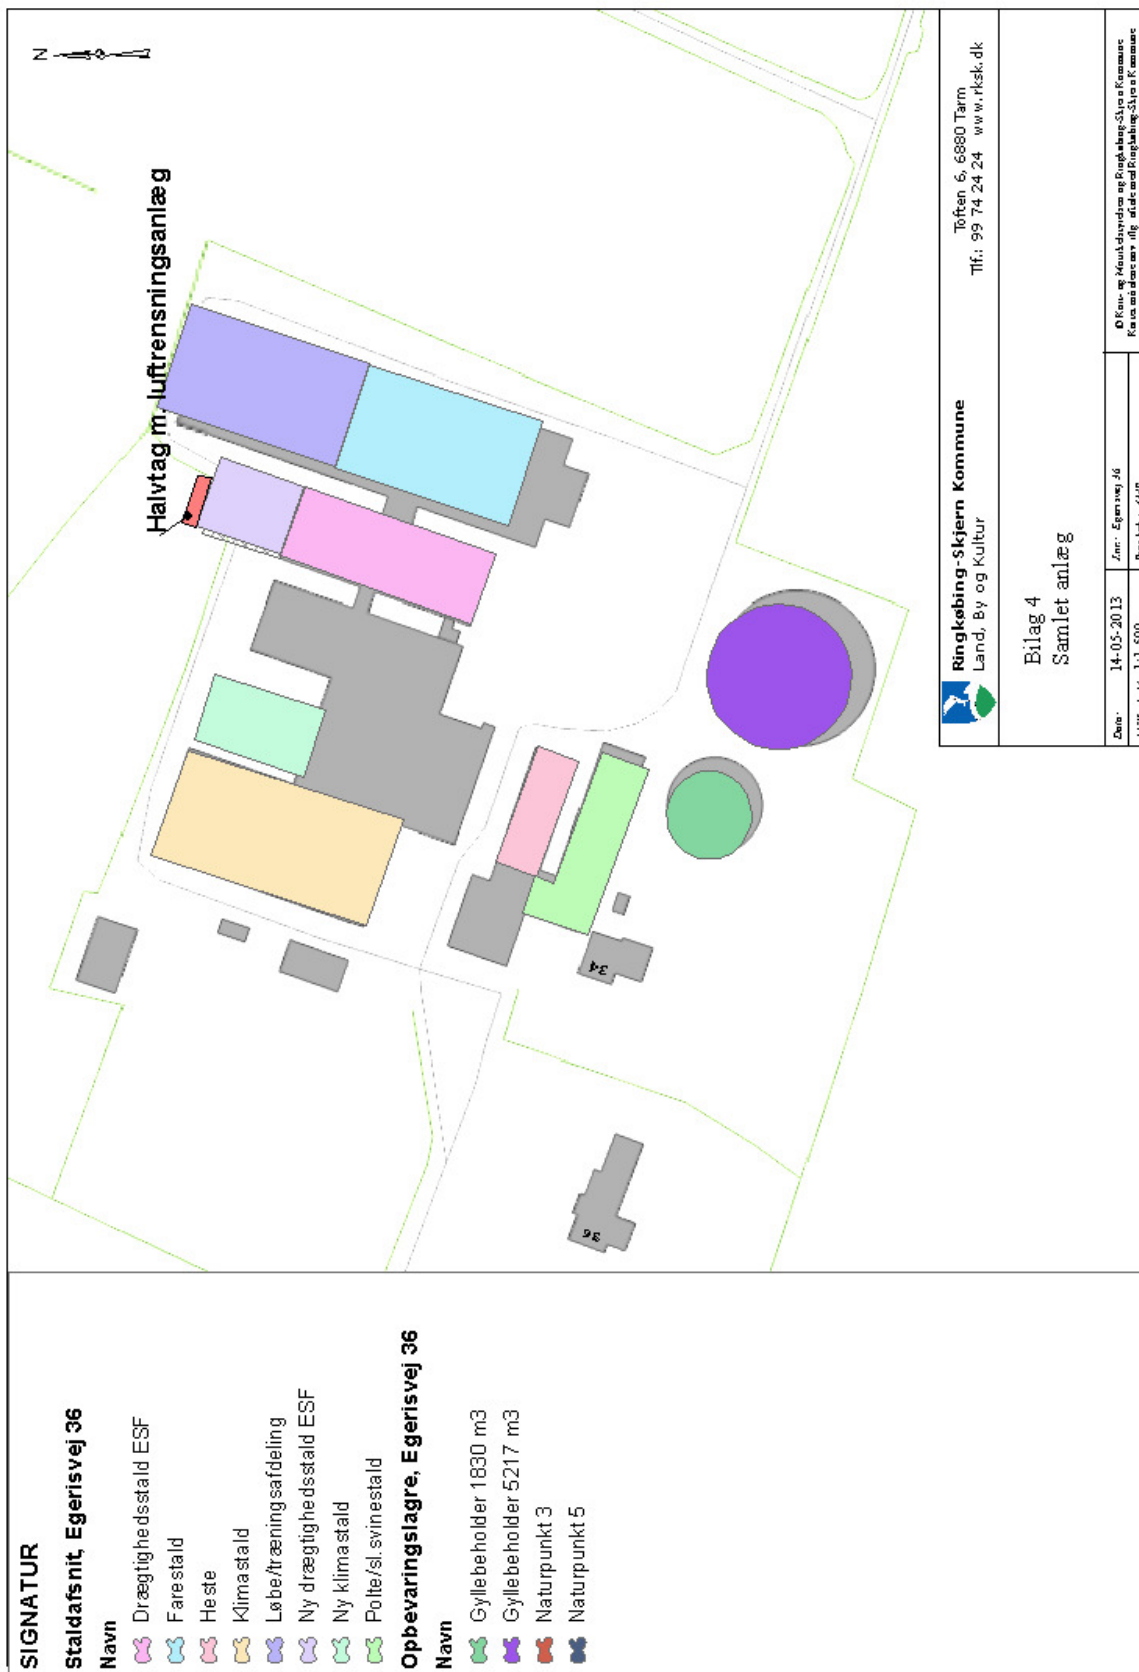 SIGNATUR
Staldafsnit, Egerisvej 36
Navn
Drægtighedsstald ESF
Farestald
Heste
Klimastald
Løbe/træningsafdeling
Ny drægtighedsstald ESF
Ny klimastald
Polte/sl.svinestald
Opbevaringslagre, Egerisvej 36
Navn
Gyllebeholder 1830 m3
Gyllebeholder 5217 m3
Naturpunkt 3
Naturpunkt 5
N
Halvtag m. luftrensningsanlæg
34
36
Ringkøbing-Skjern Kommune
Land, By og Kultur
Toften 6, 6880 Tarm
Tlf.: 99 74 24 24 www.rksk.dk
Bilag 4
Samlet anlæg
Dato: 14-05-2013
Egerisvej 36